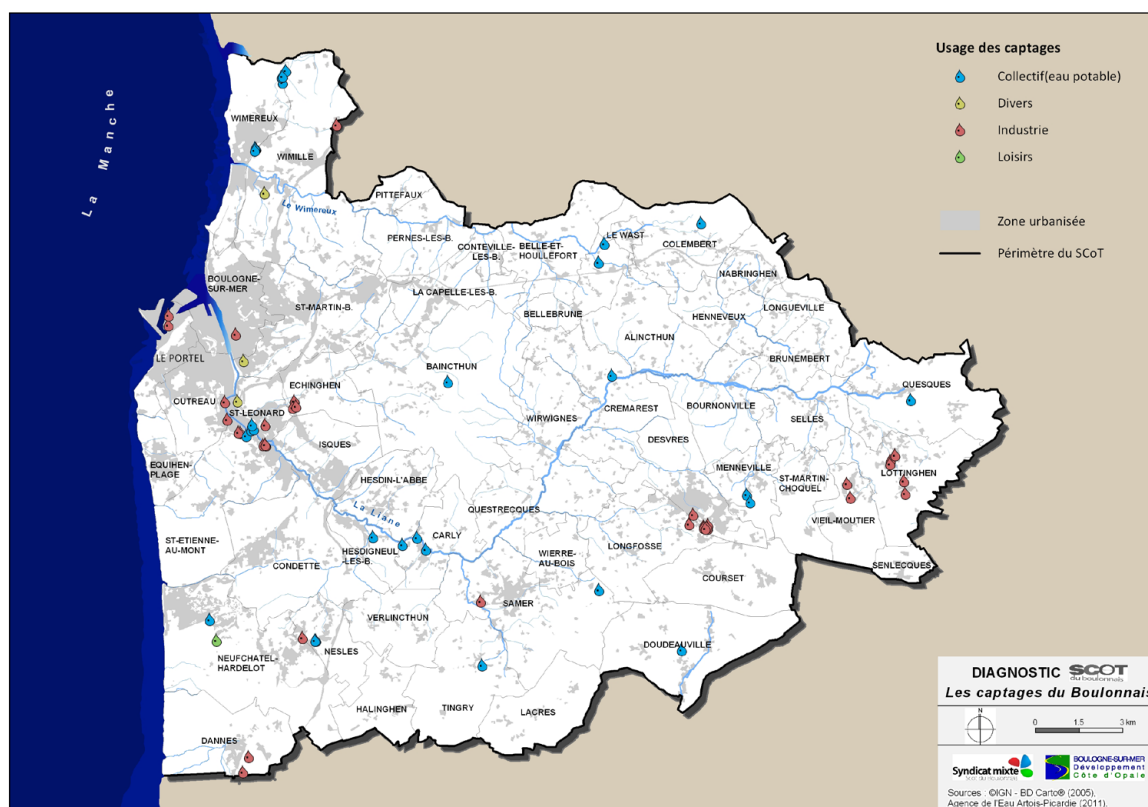 La Manche
Usage des captages
Collectif(eau potable)
Divers
Industrie
Loisirs
Zone urbanisée
Périmètre du SCoT
WIMEREUX
WIMILLE
Le Wimereux
PITTEFAUX
PERNES-LES-B.
CONTEVILLE-
LES-B.
BELLE-ET-
HOULLEFORT
LE WAST
COLEMBERT
NABRINGHEN
BOULOGNE-
SUR-MER
ST-MARTIN-B.
LA CAPELLE-LES-B.
BELLEBRUNE
HENNEVEUX
LONGUEVILLE
ALINCTHUN
BRUNEMBERT
LE PORTEL
BAINCTHUN
ECHINGHEN
QUESQUES
OUTREAU
ST-LEONARD
WIRWIGNES
CREMAREST
BOURNONVILLE
SELLES
ISQUES
DESVRES
EQUIHEN-
PLAGE
HESDIN-L'ABBE
MENNEVILLE
ST-MARTIN-
CHOQUEL
LOTTINGHEN
La Liane
QUESTRECQUES
VIEIL-MOUTIER
ST-ETIENNE-
AU-MONT
CARLY
HESDIGNEUL
-LES-B.
WIERRE-
AU-BOIS
LONGFOSSE
CONDETTE
SENLECQUES
COURSET
SAMER
VERLINCTHUN
NEUFCHATEL-
HARDELOT
NESLES
DOUDEAUVILLE
HALINGHEN
TINGRY
LACRES
DANNES
DIAGNOSTIC SCOT
du boulonnais
Les captages du Boulonnais
N
0 1.5 3 km
Syndicat mixte
BOULOGNE-SUR-MER
Développement
Côte d'Opale
Sources : ©IGN - BD Carto® (2005),
Agence de l'Eau Artois-Picardie (2011),